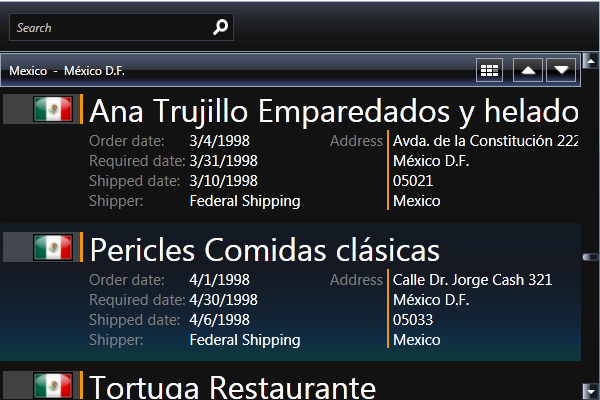 Search
Mexico - México D.F.
Ana Trujillo Emparedados y helado
Order date: 3/4/1998 Address Avda. de la Constitución 222
Required date: 3/31/1998 México D.F.
Shipped date: 3/10/1998 05021
Shipper: Federal Shipping Mexico
Pericles Comidas clásicas
Order date: 4/1/1998 Address Calle Dr. Jorge Cash 321
Required date: 4/30/1998 México D.F.
Shipped date: 4/6/1998 05033
Shipper: Federal Shipping Mexico
Tortuga Restaurante